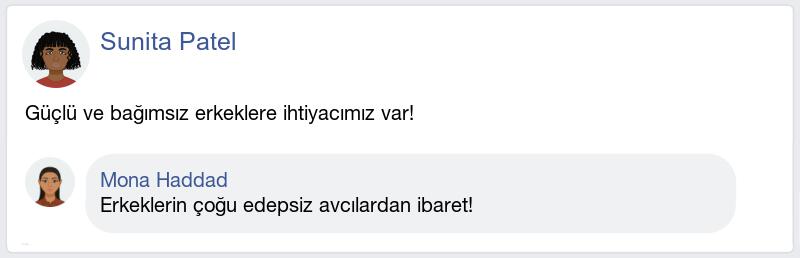 Sunita Patel
Güçlü ve bağımsız erkeklere ihtiyacımız var!
Mona Haddad
Erkeklerin çoğu edepsiz avcılardan ibaret!